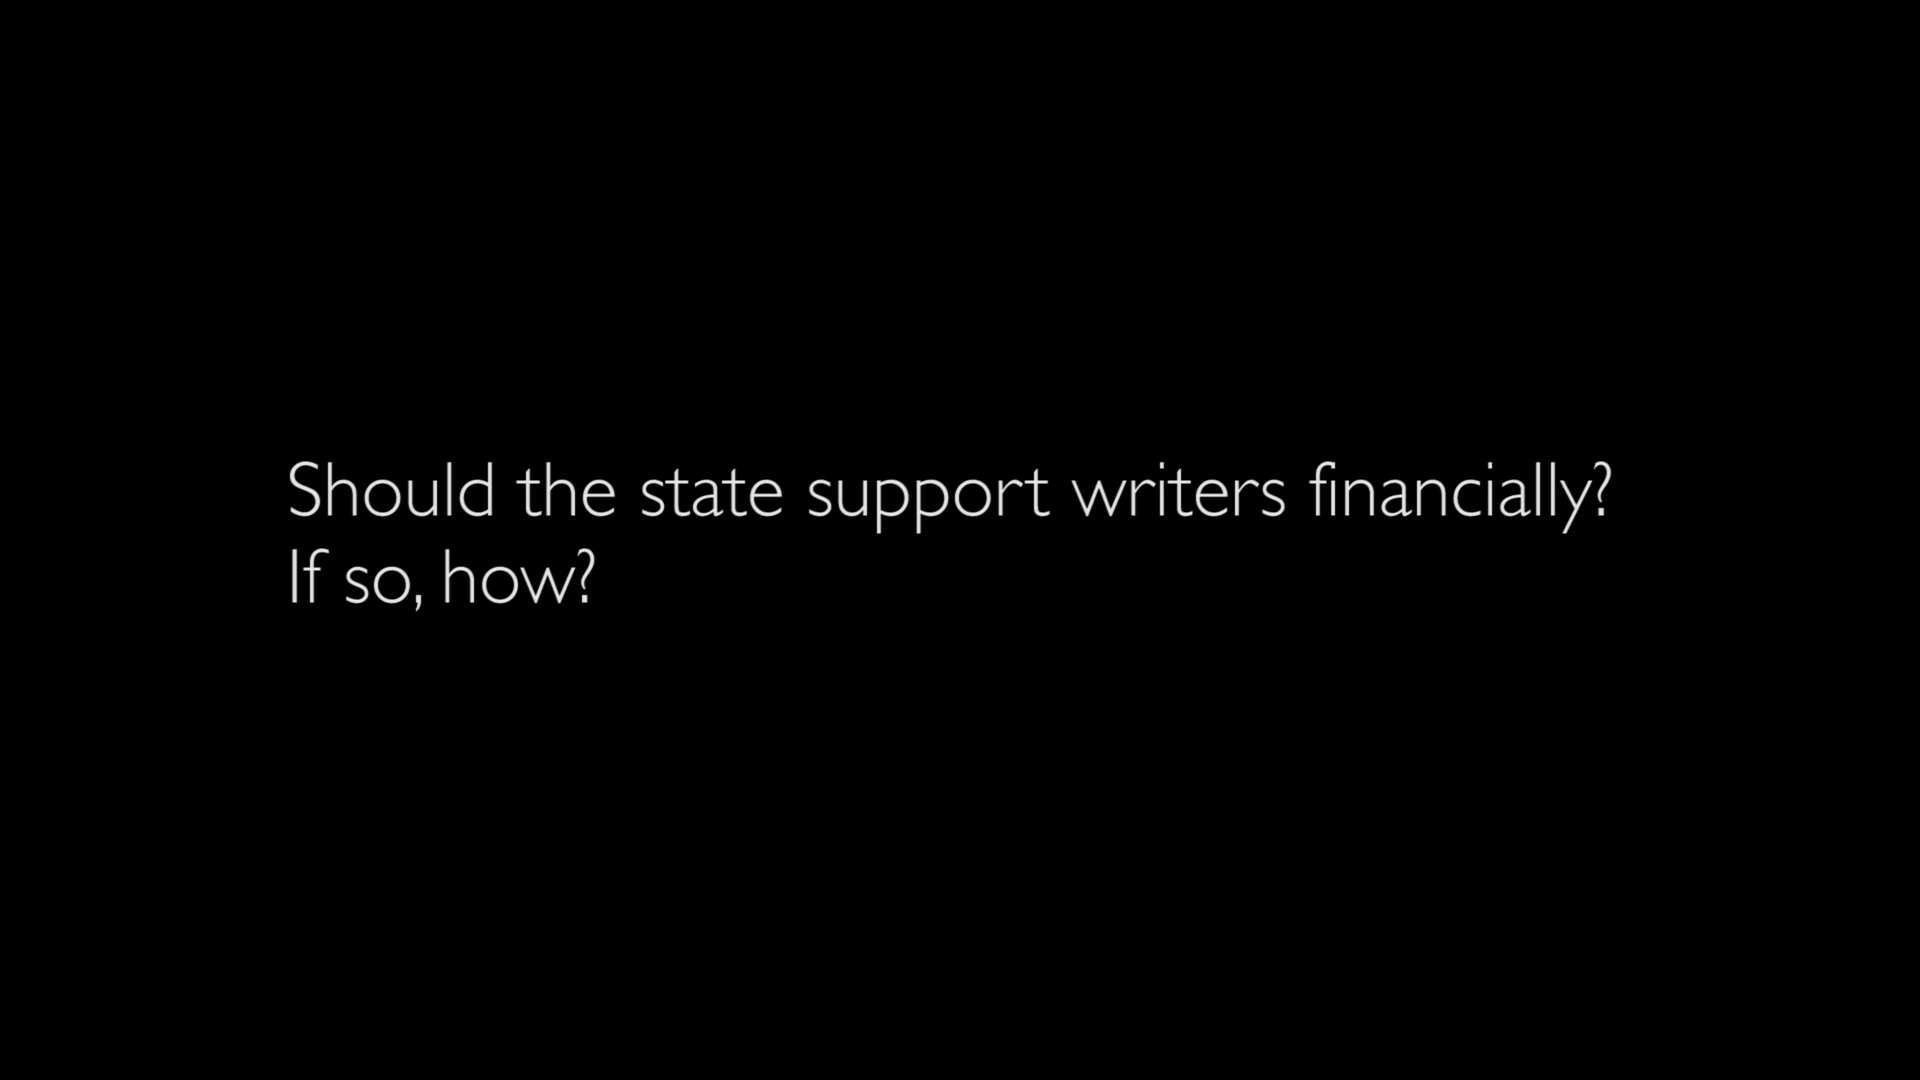 Should the state support writers financially?
If so, how?